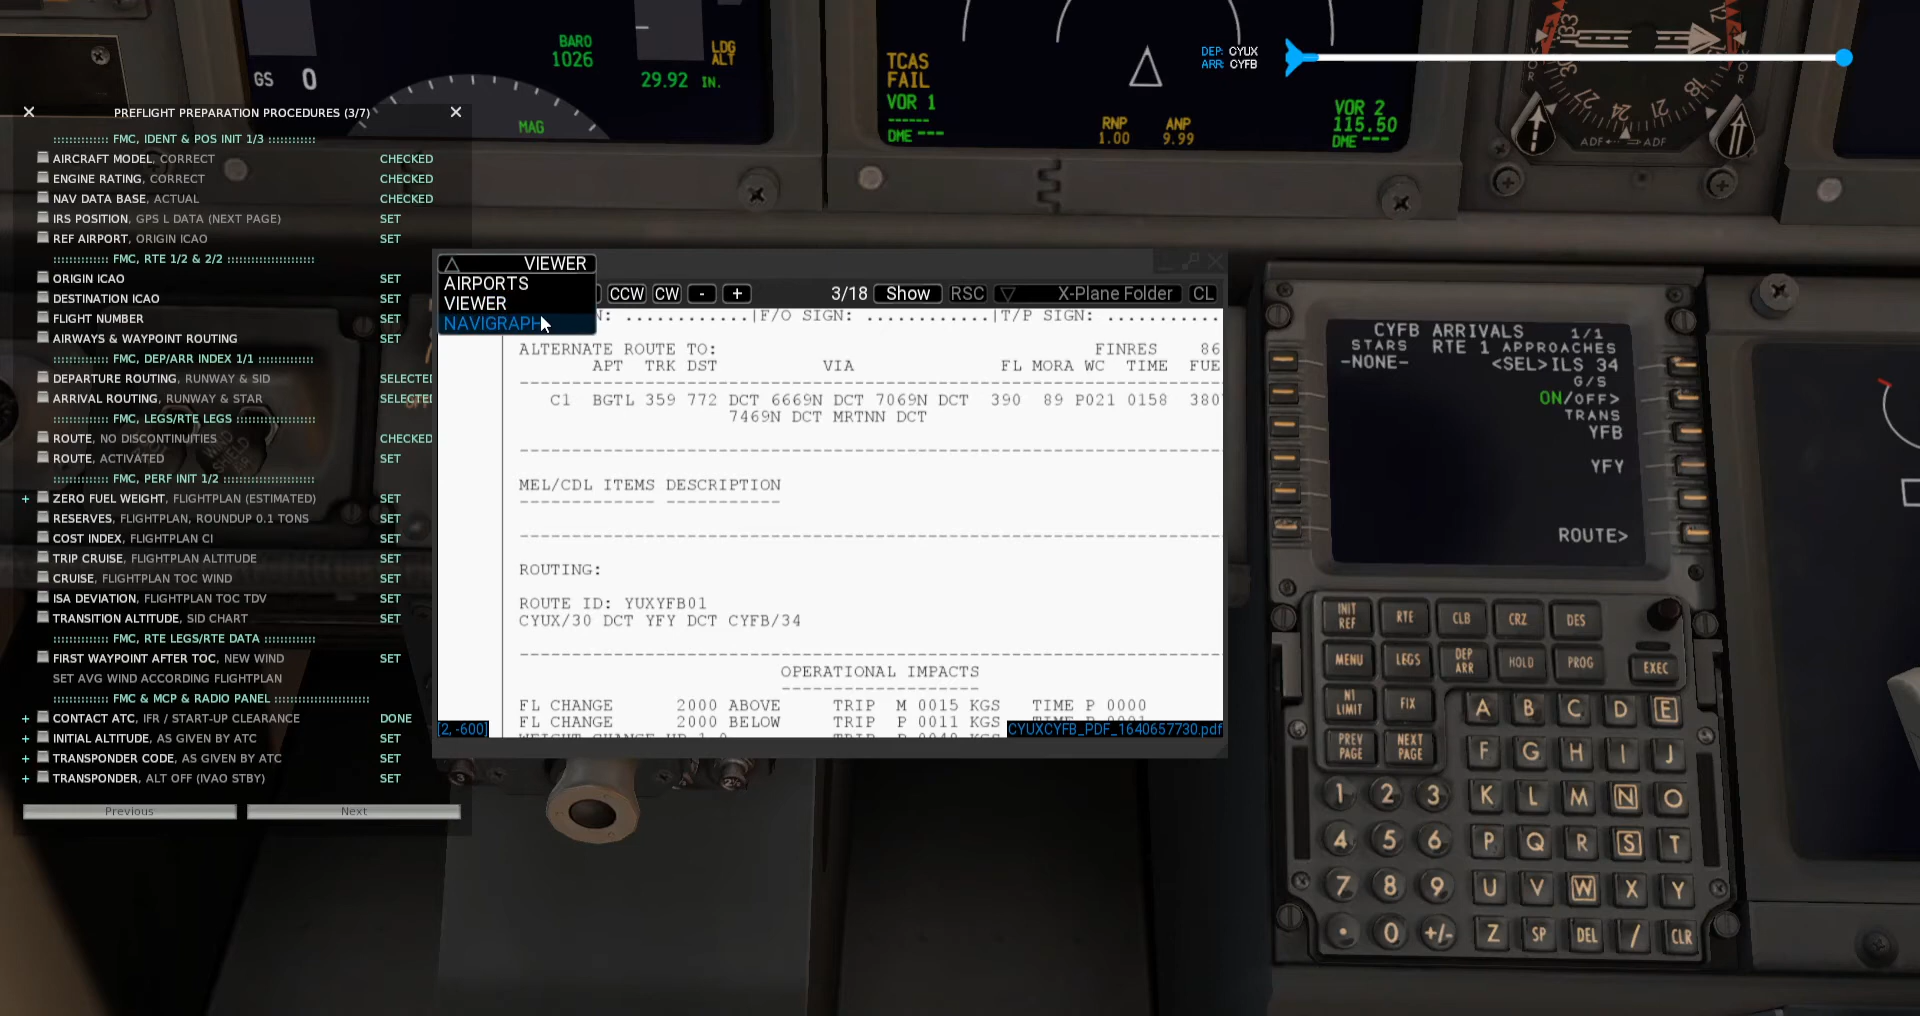 GS 0
BARO
1026
29.92 IN.
LDG
ALT
MAG
TCAS
FAIL
VOR 1
DME ---
RNP
1.00
ANP
9.99
VOR 2
115.50
DME ---
DEP: CYUX
ARR: CYFB
33
30
24
21
ADF
ADF
PREFLIGHT PREPARATION PROCEDURES (3/7)
:::::::::::::: FMC, IDENT & POS INIT 1/3 ::::::::::::
AIRCRAFT MODEL, CORRECT CHECKED
ENGINE RATING, CORRECT CHECKED
NAV DATA BASE, ACTUAL CHECKED
IRS POSITION, GPS L DATA (NEXT PAGE) SET
REF AIRPORT, ORIGIN ICAO SET
:::::::::::::: FMC, RTE 1/2 & 2/2 ::::::::::::::::::::::
ORIGIN ICAO SET
DESTINATION ICAO SET
FLIGHT NUMBER SET
AIRWAYS & WAYPOINT ROUTING SET
:::::::::::::: FMC, DEP/ARR INDEX 1/1 ::::::::::::::
DEPARTURE ROUTING, RUNWAY & SID SELECTED
ARRIVAL ROUTING, RUNWAY & STAR SELECTED
:::::::::::::: FMC, LEGS/RTE LEGS ::::::::::::::::::::
ROUTE, NO DISCONTINUITIES CHECKED
ROUTE, ACTIVATED SET
:::::::::::::: FMC, PERF INIT 1/2 ::::::::::::::::::::::
+ ZERO FUEL WEIGHT, FLIGHTPLAN (ESTIMATED) SET
RESERVES, FLIGHTPLAN, ROUNDUP 0.1 TONS SET
COST INDEX, FLIGHTPLAN CI SET
TRIP CRUISE, FLIGHTPLAN ALTITUDE SET
CRUISE, FLIGHTPLAN TOC WIND SET
ISA DEVIATION, FLIGHTPLAN TOC TDV SET
TRANSITION ALTITUDE, SID CHART SET
:::::::::::::: FMC, RTE LEGS/RTE DATA ::::::::::::
FIRST WAYPOINT AFTER TOC, NEW WIND SET
SET AVG WIND ACCORDING FLIGHTPLAN
:::::::::::::: FMC & MCP & RADIO PANEL ::::::::::::::::::::::
+ CONTACT ATC, IFR / START-UP CLEARANCE DONE
+ INITIAL ALTITUDE, AS GIVEN BY ATC SET
+ TRANSPONDER CODE, AS GIVEN BY ATC SET
+ TRANSPONDER, ALT OFF (IVAO STBY) SET
Previous Next
VIEWER
AIRPORTS
VIEWER
NAVIGRAPH
CCW CW - + 3/18 Show RSC X-Plane Folder CL
N: ............|F/O SIGN: ...........|T/P SIGN: ...........
ALTERNATE ROUTE TO: FINRES 86
APT TRK DST VIA FL MORA WC TIME FUE
C1 BGTL 359 772 DCT 6669N DCT 7069N DCT 390 89 P021 0158 380
7469N DCT MRTNN DCT
MEL/CDL ITEMS DESCRIPTION
------------- -----------
ROUTING:
ROUTE ID: YUXYFB01
CYUX/30 DCT YFY DCT CYFB/34
OPERATIONAL IMPACTS
FL CHANGE 2000 ABOVE TRIP M 0015 KGS TIME P 0000
FL CHANGE 2000 BELOW TRIP P 0011 KGS
[2, -600] CYUXCYFB_PDF_1640657730.pdf
CYFB ARRIVALS 1/1
STARS RTE 1 APPROACHES
-NONE- <SEL>ILS 34
G/S
ON/OFF>
TRANS
YFB
YFY
ROUTE>
INIT REF
RTE
CLB
CRZ
DES
MENU
LEGS
DEP ARR
HOLD
PROG
EXEC
N1 LIMIT
FIX
A B C D E
PREV PAGE
NEXT PAGE
F G H I J
1 2 3 K L M N O
4 5 6 P Q R S T
7 8 9 U V W X Y
. 0 +/- Z SP DEL / CLR